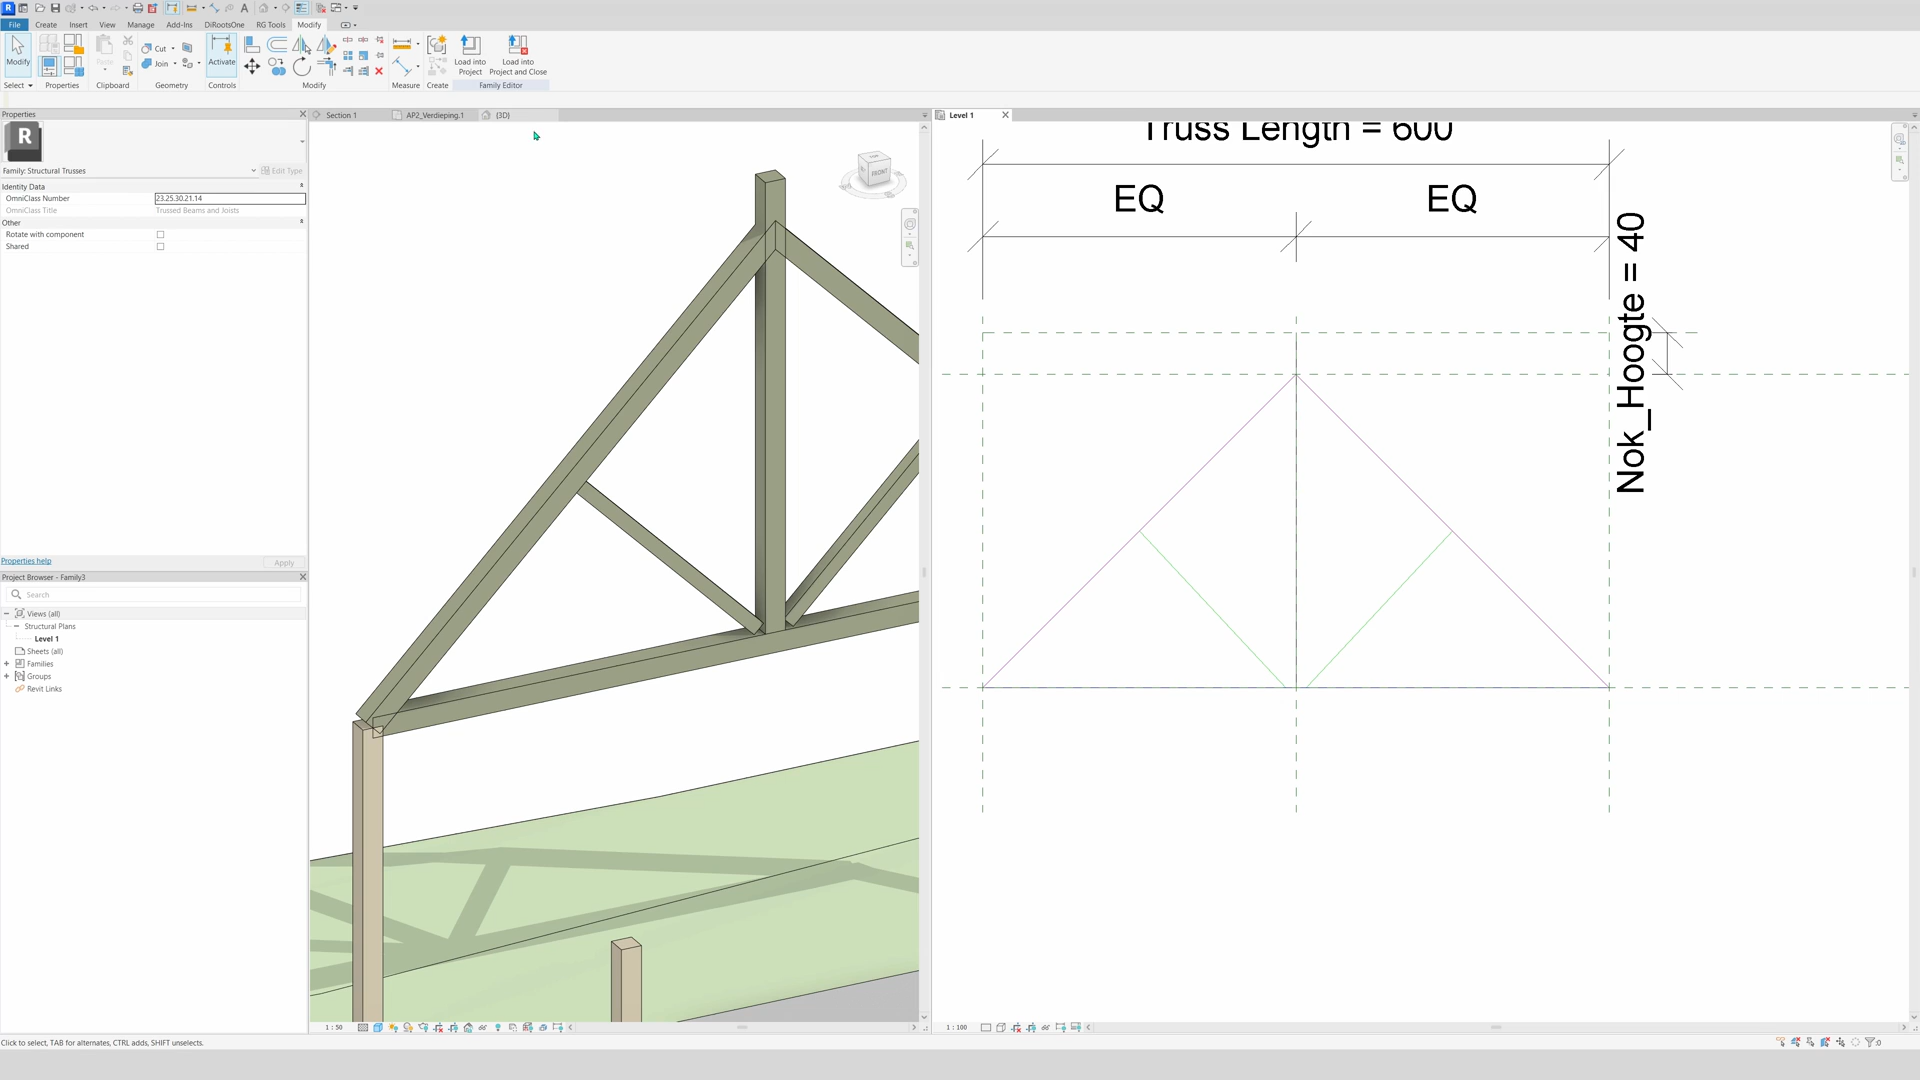 File Create Insert View Manage Add-Ins DiRootsOne RG Tools Modify
Modify
Cut
Join
Paste
Activate
Load into
Project
Load into
Project and Close
Create
Select Properties Clipboard Geometry Controls Modify Measure Create Family Editor
Properties
R
Family: Structural Trusses
Edit Type
Identity Data
OmniClass Number 23.25.30.21.14
OmniClass Title Trussed Beams and Joists
Other
Rotate with component
Shared
Properties help
Apply
Project Browser - Family3
Search
Views (all)
Structural Plans
Level 1
Sheets (all)
Families
Groups
Revit Links
Section 1
AP2_Verdieping.1
(3D)
FRONT
1 : 50
Level 1
Truss Length = 600
EQ EQ
Nok_Hoogte = 40
1 : 100
Click to select, TAB for alternates, CTRL adds, SHIFT unselects.
:0